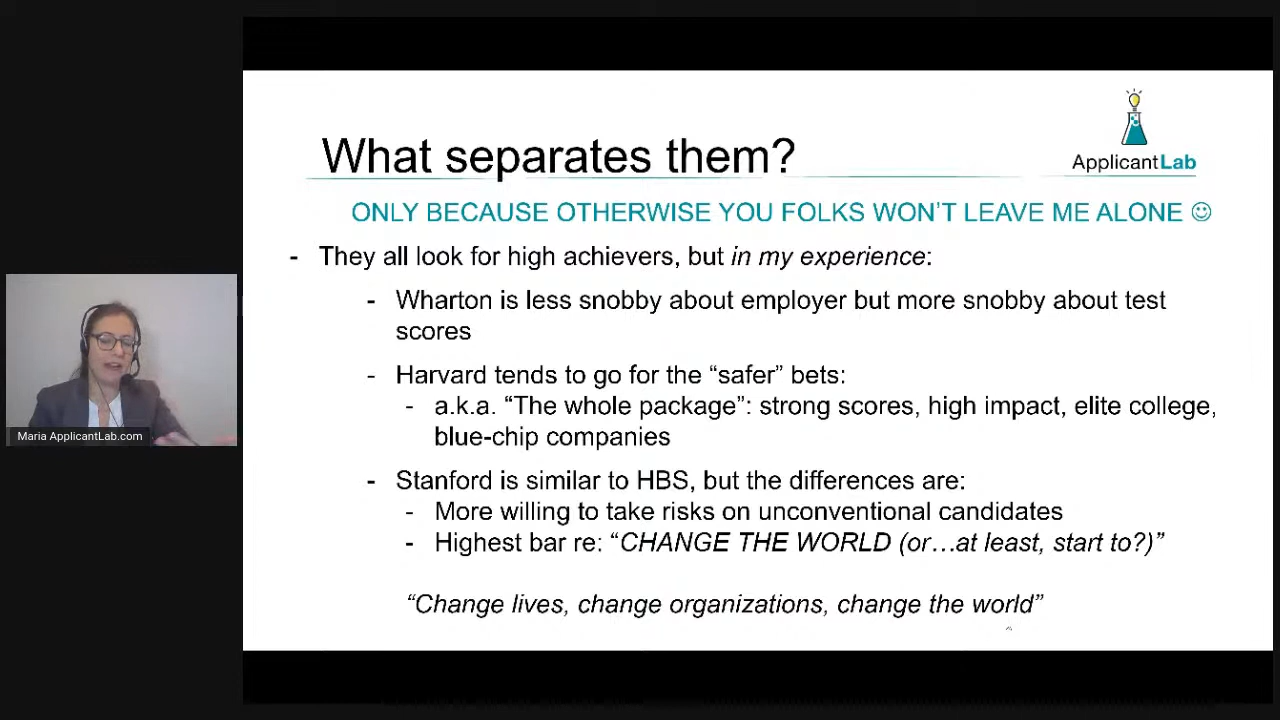 What separates them?
ApplicantLab
ONLY BECAUSE OTHERWISE YOU FOLKS WON'T LEAVE ME ALONE ☺
- They all look for high achievers, but in my experience:
- Wharton is less snobby about employer but more snobby about test
scores
- Harvard tends to go for the “safer” bets:
- a.k.a. “The whole package”: strong scores, high impact, elite college,
blue-chip companies
- Stanford is similar to HBS, but the differences are:
- More willing to take risks on unconventional candidates
- Highest bar re: “CHANGE THE WORLD (or…at least, start to?)”
“Change lives, change organizations, change the world”
Maria ApplicantLab.com